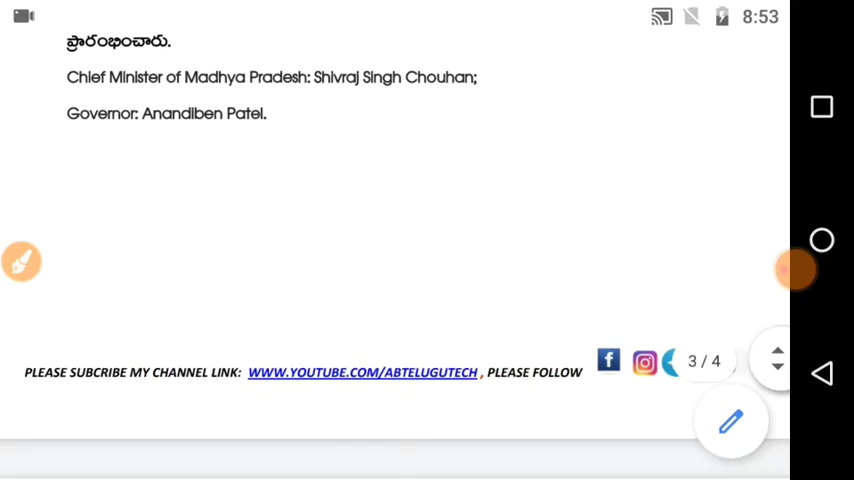 8:53
ప్రారంభించారు.
Chief Minister of Madhya Pradesh: Shivraj Singh Chouhan;
Governor: Anandiben Patel.
PLEASE SUBCRIBE MY CHANNEL LINK: WWW.YOUTUBE.COM/ABTELUGUTECH , PLEASE FOLLOW
3 / 4